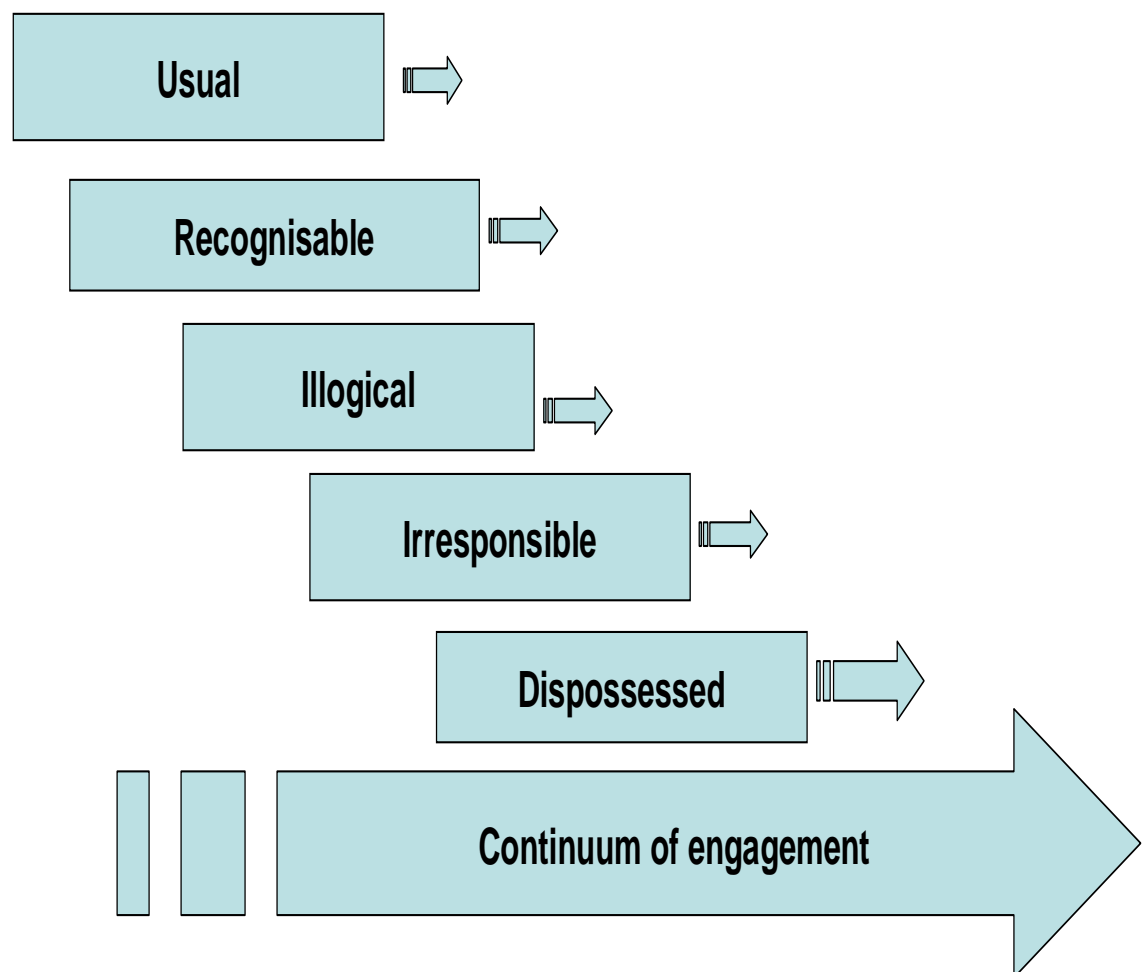 Usual
Recognisable
Illogical
Irresponsible
Dispossessed
Continuum of engagement